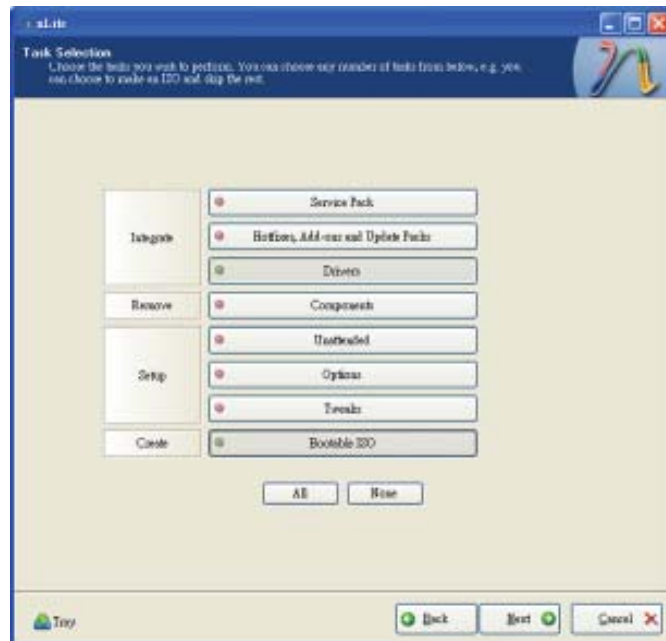 nLite
Task Selection
Choose the tasks you wish to perform. You can choose any number of tasks from below, e.g. you
can choose to make an ISO and skip the rest.
Integrate
Service Pack
Hotfixes, Add-ons and Update Packs
Drivers
Remove
Components
Setup
Unattended
Options
Tweaks
Create
Bootable ISO
All
None
Tray
Back
Next
Cancel